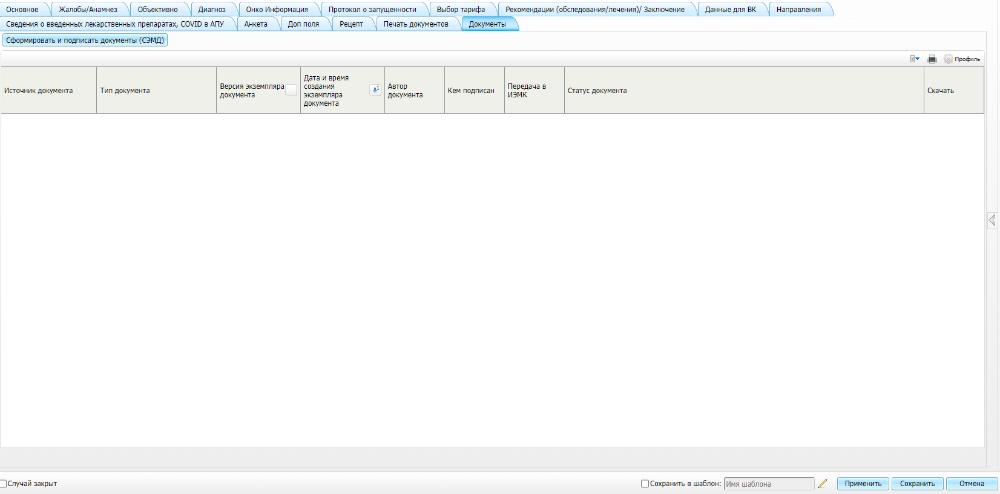 Основное Жалобы/Анамнез Объективно Диагноз Онко Информация Протокол о запущенности Выбор тарифа Рекомендации (обследования/лечения)/ Заключение Данные для ВК Направления
Сведения о введенных лекарственных препаратах, COVID в АПУ Анкета Доп поля Рецепт Печать документов Документы
Сформировать и подписать документы (СЭМД)
Профиль
Источник документа
Тип документа
Версия экземпляра
документа
Дата и время
создания
экземпляра
документа
1
Автор
документа
Кем подписан
Передача в
ИЭМК
Статус документа
Скачать
Случай закрыт
Сохранить в шаблон: Имя шаблона Применить Сохранить Отмена